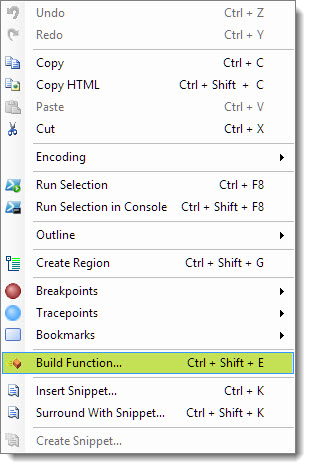 Undo Ctrl + Z
Redo Ctrl + Y
Copy Ctrl + C
Copy HTML Ctrl + Shift + C
Paste Ctrl + V
Cut Ctrl + X
Encoding
Run Selection Ctrl + F8
Run Selection in Console Ctrl + Shift + F8
Outline
Create Region Ctrl + Shift + G
Breakpoints
Tracepoints
Bookmarks
Build Function... Ctrl + Shift + E
Insert Snippet... Ctrl + K
Surround With Snippet... Ctrl + Shift + K
Create Snippet...